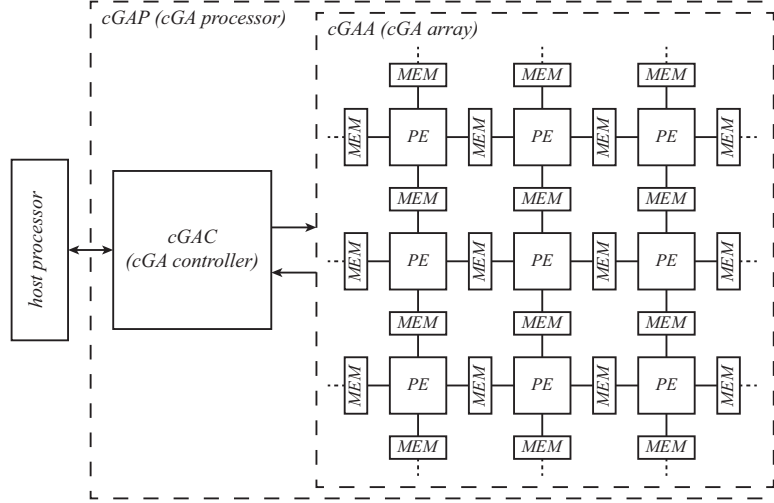 cGAP (cGA processor)
cGAA (cGA array)
MEM MEM MEM
MEM PE MEM PE MEM PE MEM
MEM MEM MEM
host processor
cGAC
(cGA controller)
MEM PE MEM PE MEM PE MEM
MEM MEM MEM
MEM PE MEM PE MEM PE MEM
MEM MEM MEM